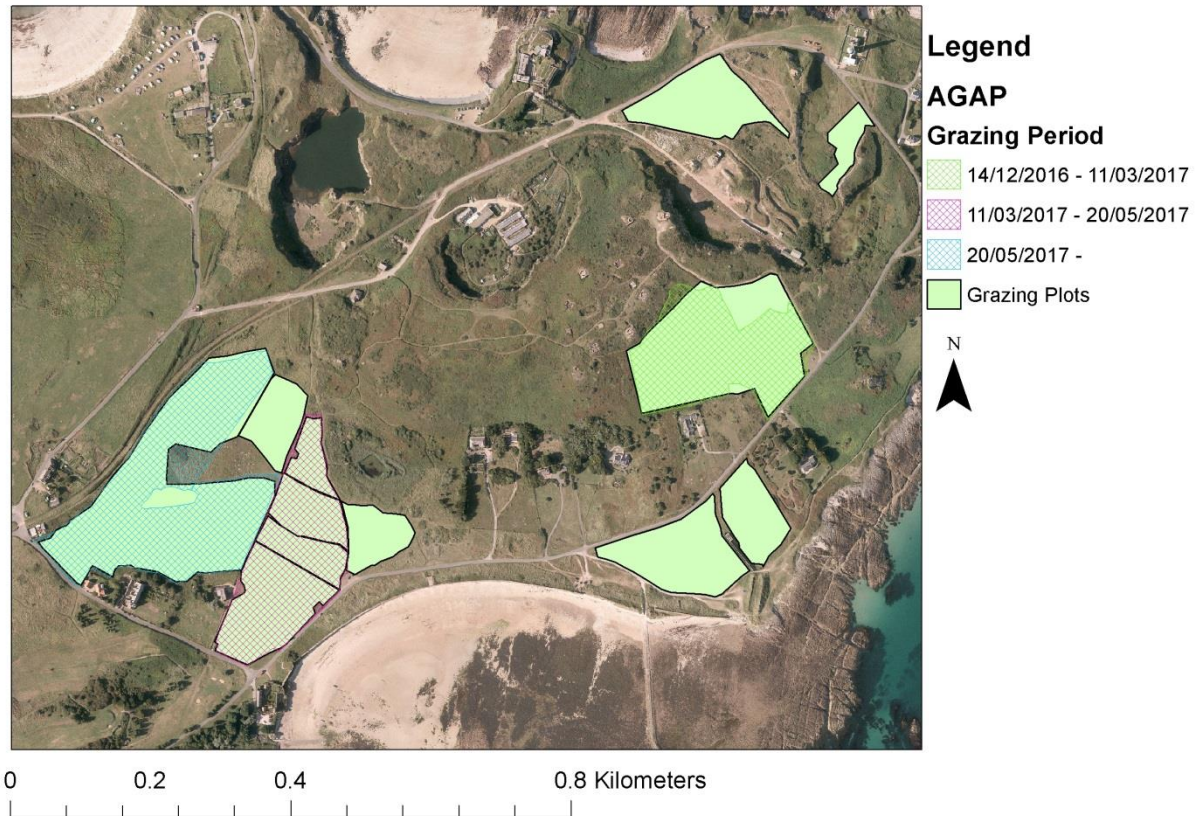 Legend
AGAP
Grazing Period
14/12/2016 - 11/03/2017
11/03/2017 - 20/05/2017
20/05/2017 -
Grazing Plots
N
0 0.2 0.4 0.8 Kilometers